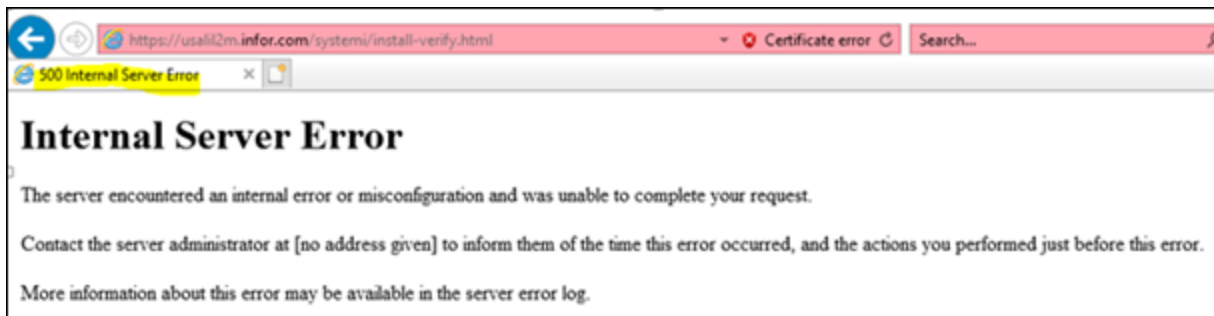 https://usalil2m.infor.com/systemi/install-verify.html Certificate error Search...
500 Internal Server Error
Internal Server Error
The server encountered an internal error or misconfiguration and was unable to complete your request.
Contact the server administrator at [no address given] to inform them of the time this error occurred, and the actions you performed just before this error.
More information about this error may be available in the server error log.